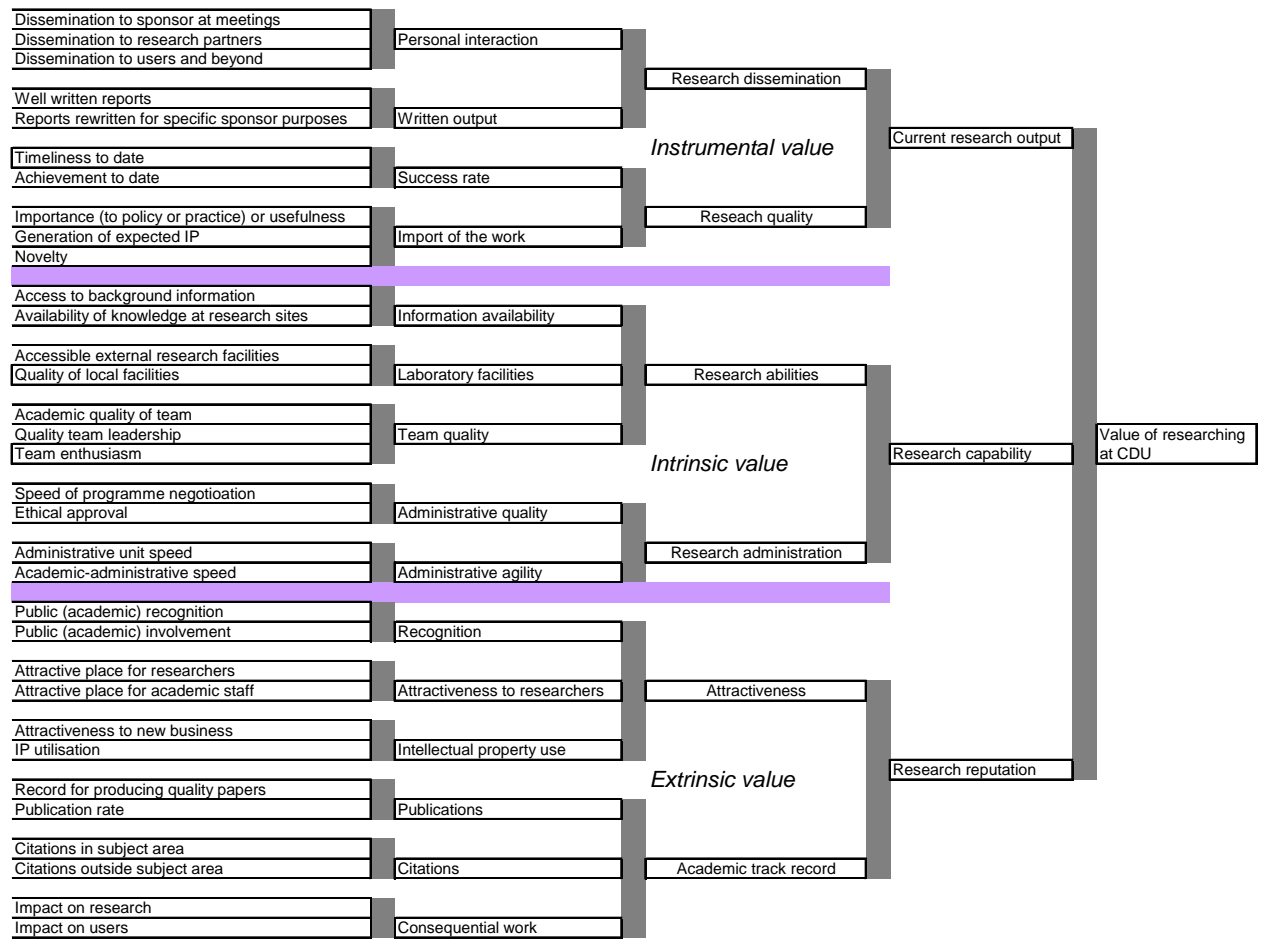 Dissemination to sponsor at meetings
Dissemination to research partners
Personal interaction
Dissemination to users and beyond
Research dissemination
Well written reports
Reports rewritten for specific sponsor purposes
Written output
Current research output
Instrumental value
Timeliness to date
Achievement to date
Success rate
Importance (to policy or practice) or usefulness
Reseach quality
Generation of expected IP
Import of the work
Novelty
Access to background information
Availability of knowledge at research sites
Information availability
Accessible external research facilities
Quality of local facilities
Laboratory facilities
Research abilities
Academic quality of team
Quality team leadership
Team quality
Value of researching
at CDU
Team enthusiasm
Research capability
Intrinsic value
Speed of programme negotioation
Ethical approval
Administrative quality
Administrative unit speed
Research administration
Academic-administrative speed
Administrative agility
Public (academic) recognition
Public (academic) involvement
Recognition
Attractive place for researchers
Attractive place for academic staff
Attractiveness to researchers
Attractiveness
Attractiveness to new business
IP utilisation
Intellectual property use
Research reputation
Extrinsic value
Record for producing quality papers
Publication rate
Publications
Citations in subject area
Citations outside subject area
Citations
Academic track record
Impact on research
Impact on users
Consequential work